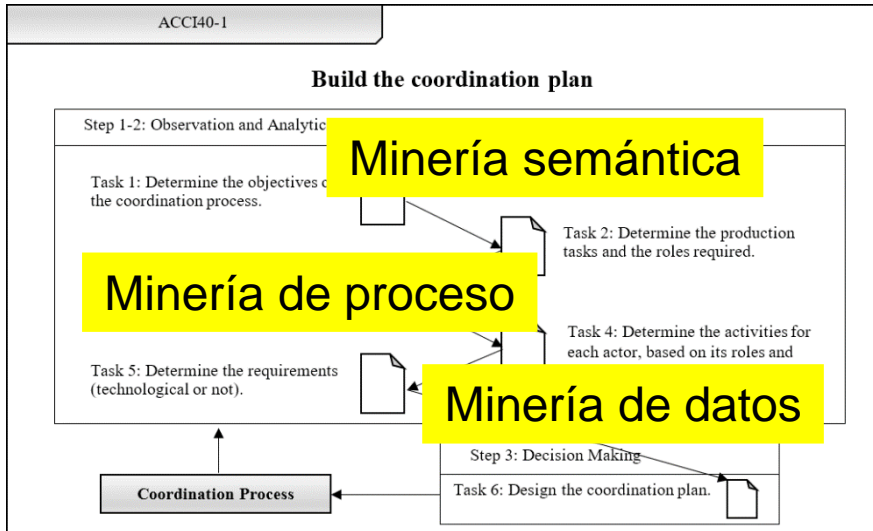 ACCI40-1
Build the coordination plan
Step 1-2: Observation and Analytic
Minería semántica
Task 1: Determine the objectives
the coordination process.
Task 2: Determine the production
tasks and the roles required.
Minería de proceso
Task 4: Determine the activities for
each actor, based on its roles and
Task 5: Determine the requirements
(technological or not).
Minería de datos
Step 3: Decision Making
Coordination Process
Task 6: Design the coordination plan.